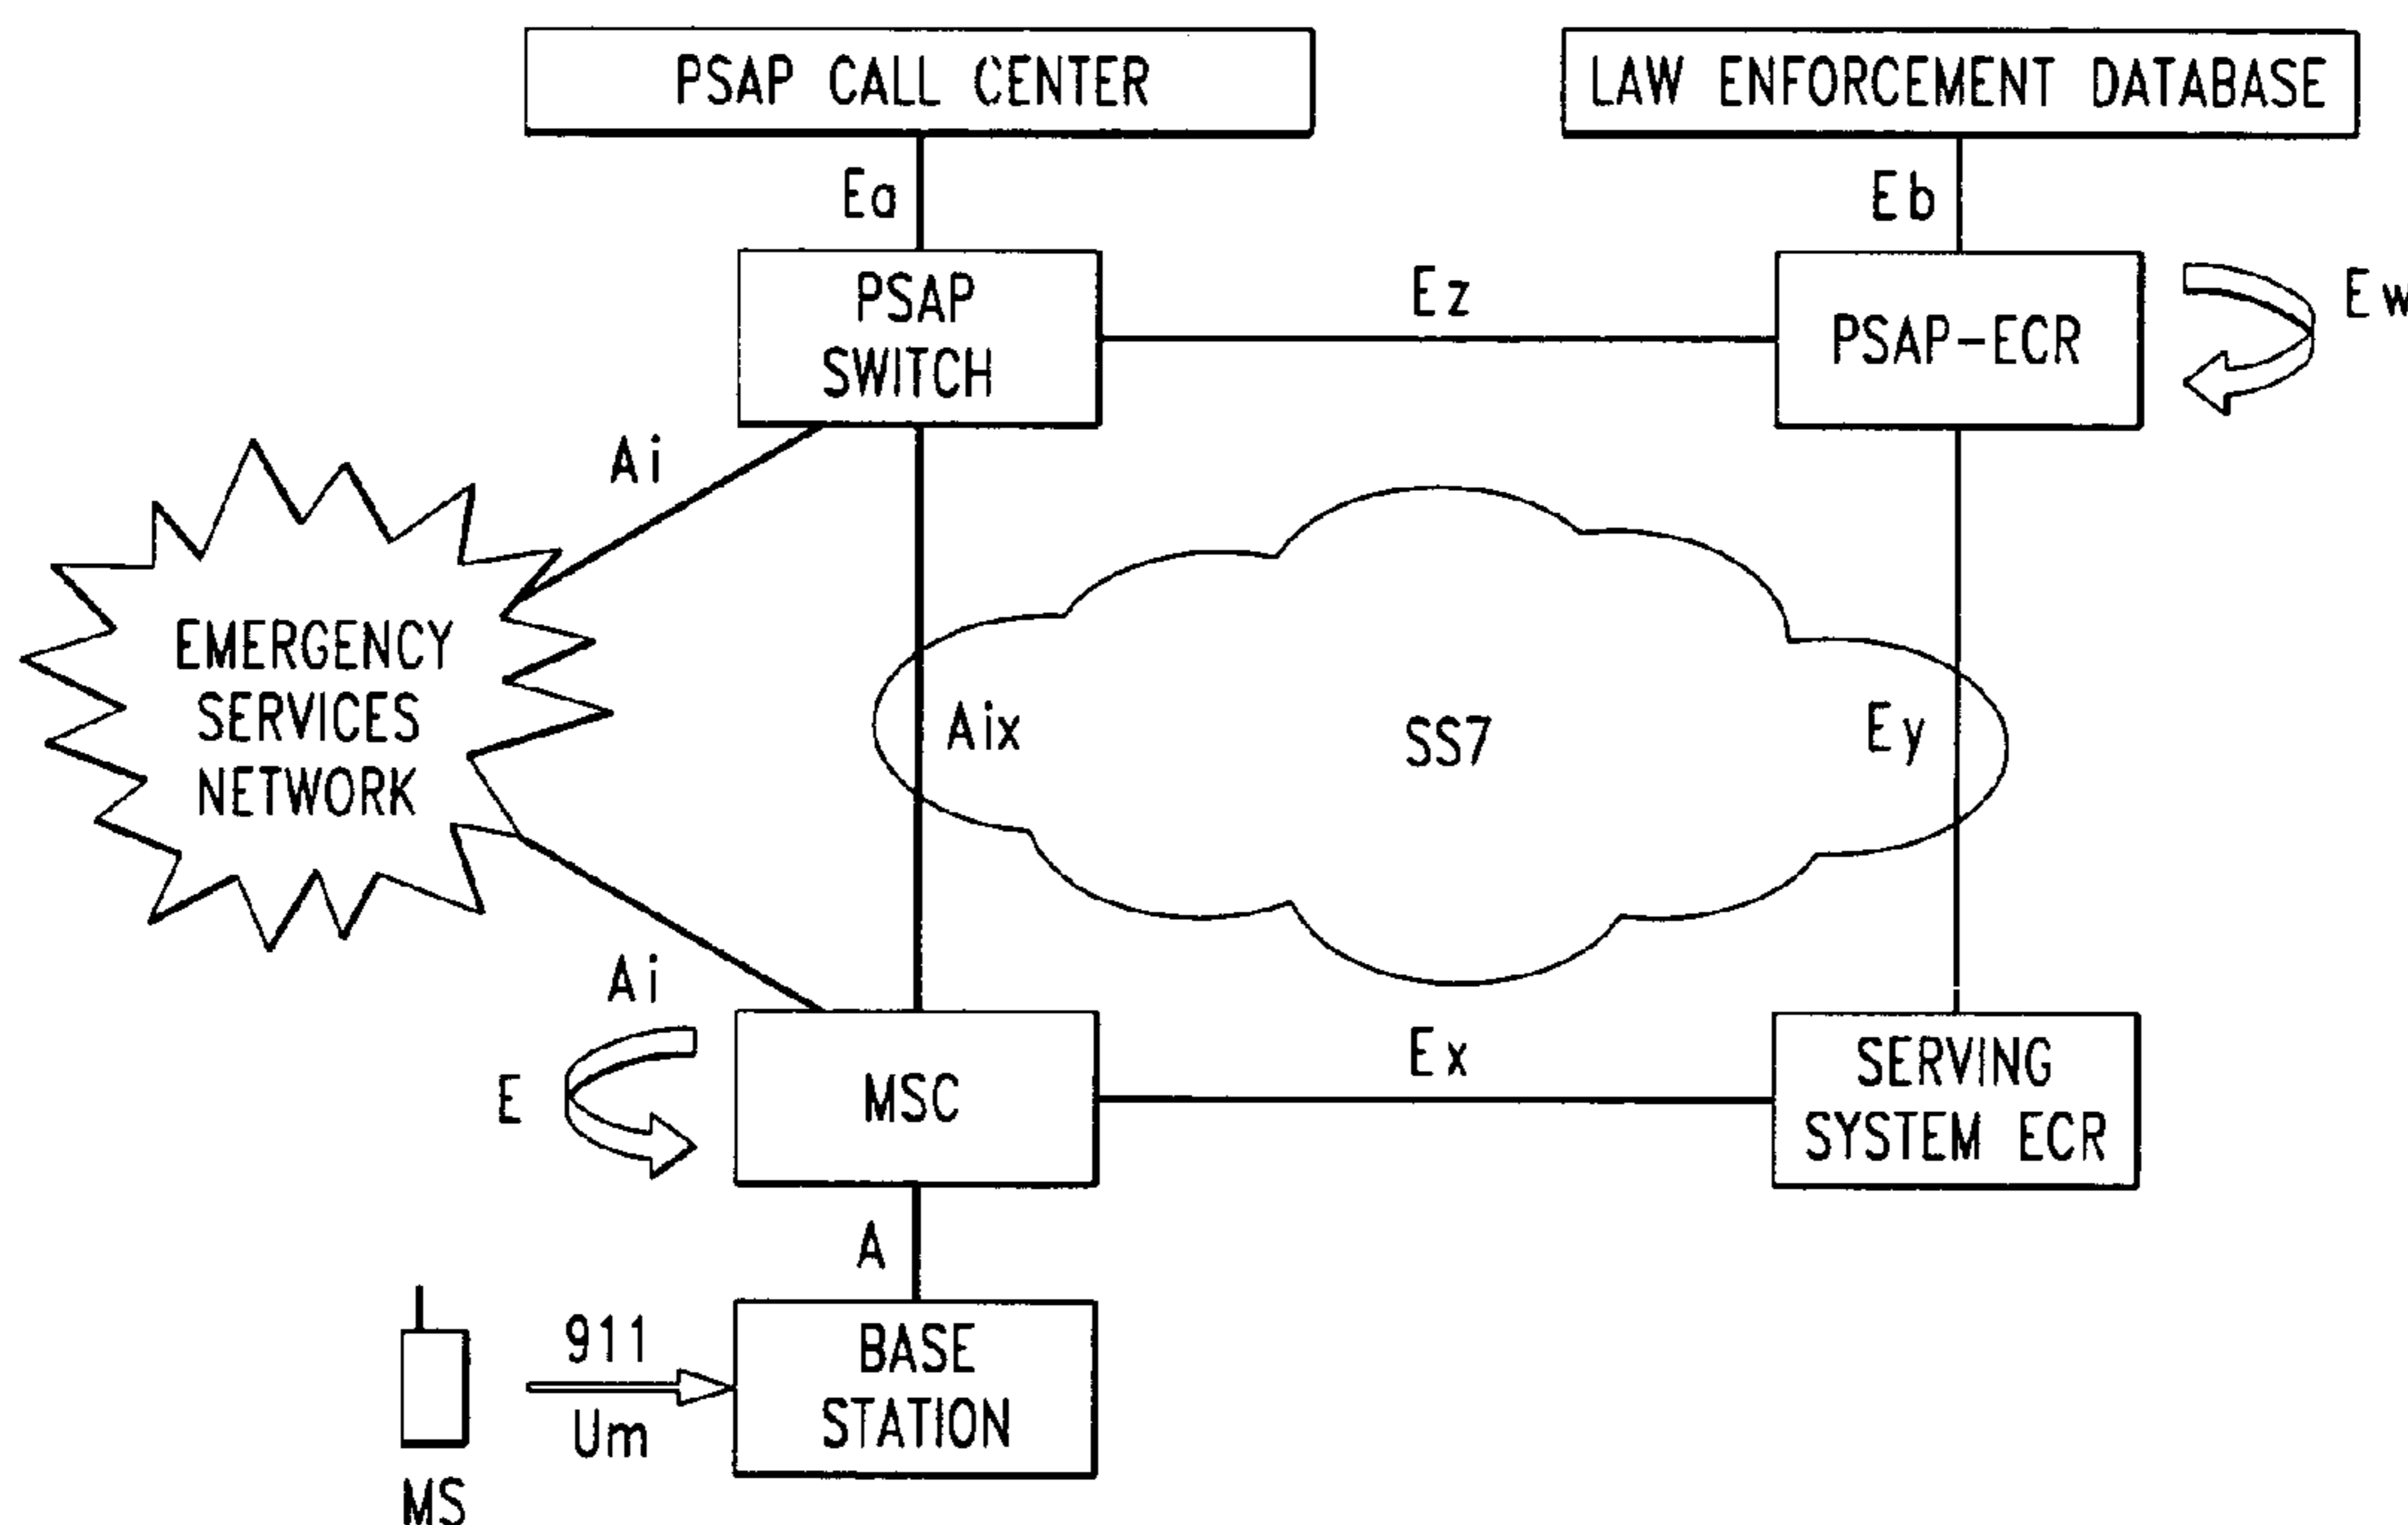 PSAP CALL CENTER
LAW ENFORCEMENT DATABASE
Ea
Eb
PSAP
SWITCH
Ez
PSAP-ECR
Ew
Ai
EMERGENCY
SERVICES
NETWORK
Aix
SS7
Ey
Ai
E
MSC
Ex
SERVING
SYSTEM ECR
A
911
Um
BASE
STATION
MS